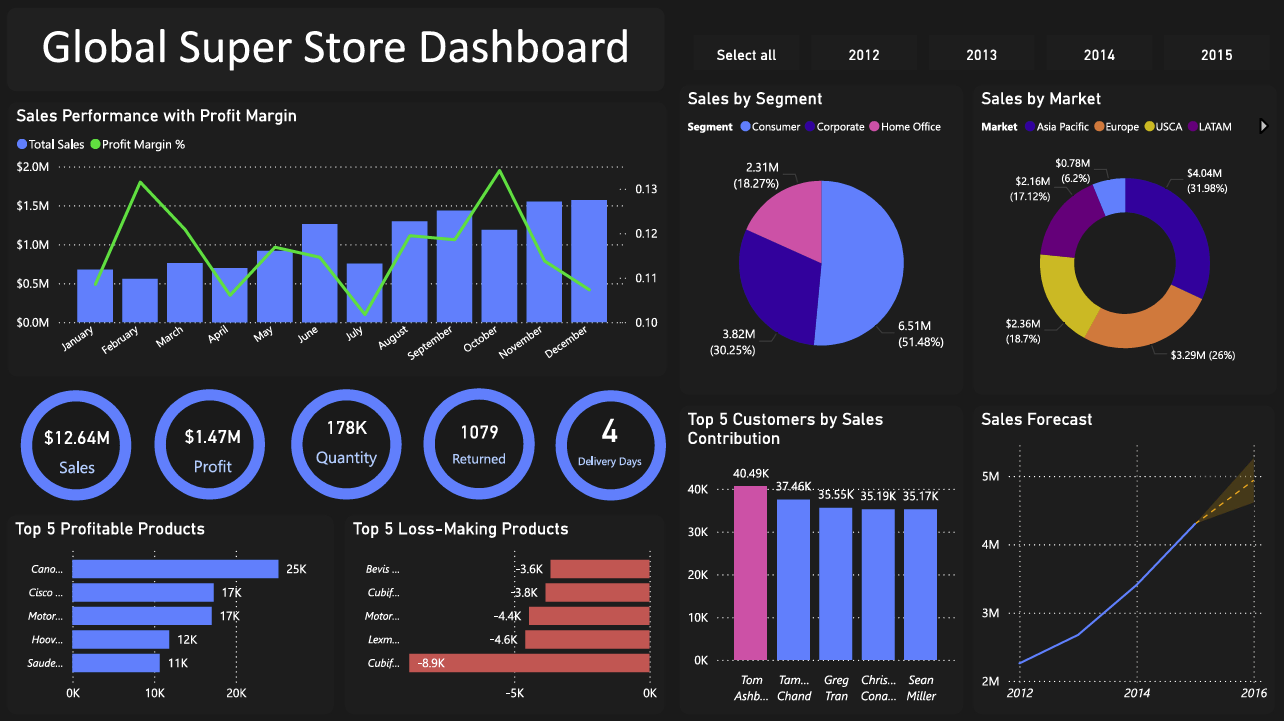 Global Super Store Dashboard
Select all 2012 2013 2014 2015
Sales Performance with Profit Margin
Total Sales Profit Margin %
$2.0M
$1.5M
$1.0M
$0.5M
$0.0M
0.13
0.12
0.11
0.10
January February March April May June July August September October November December
Sales by Segment
Segment Consumer Corporate Home Office
2.31M
(18.27%)
3.82M
(30.25%)
6.51M
(51.48%)
Sales by Market
Market Asia Pacific Europe USCA LATAM
$0.78M
(6.2%)
$4.04M
(31.98%)
$2.16M
(17.12%)
$2.36M
(18.7%)
$3.29M (26%)
$12.64M
Sales
$1.47M
Profit
178K
Quantity
1079
Returned
4
Delivery Days
Top 5 Profitable Products
Cano... 25K
Cisco ... 17K
Motor... 17K
Hoov... 12K
Saude... 11K
0K 10K 20K
Top 5 Loss-Making Products
Bevis ... -3.6K
Cubif... -3.8K
Motor... -4.4K
Lexm... -4.6K
Cubif... -8.9K
-5K 0K
Top 5 Customers by Sales
Contribution
40.49K 37.46K 35.55K 35.19K 35.17K
40K
30K
20K
10K
0K
Tom Tam... Greg Chris... Sean
Ashb... Chand Tran Cona... Miller
Sales Forecast
5M
4M
3M
2M
2012 2014 2016